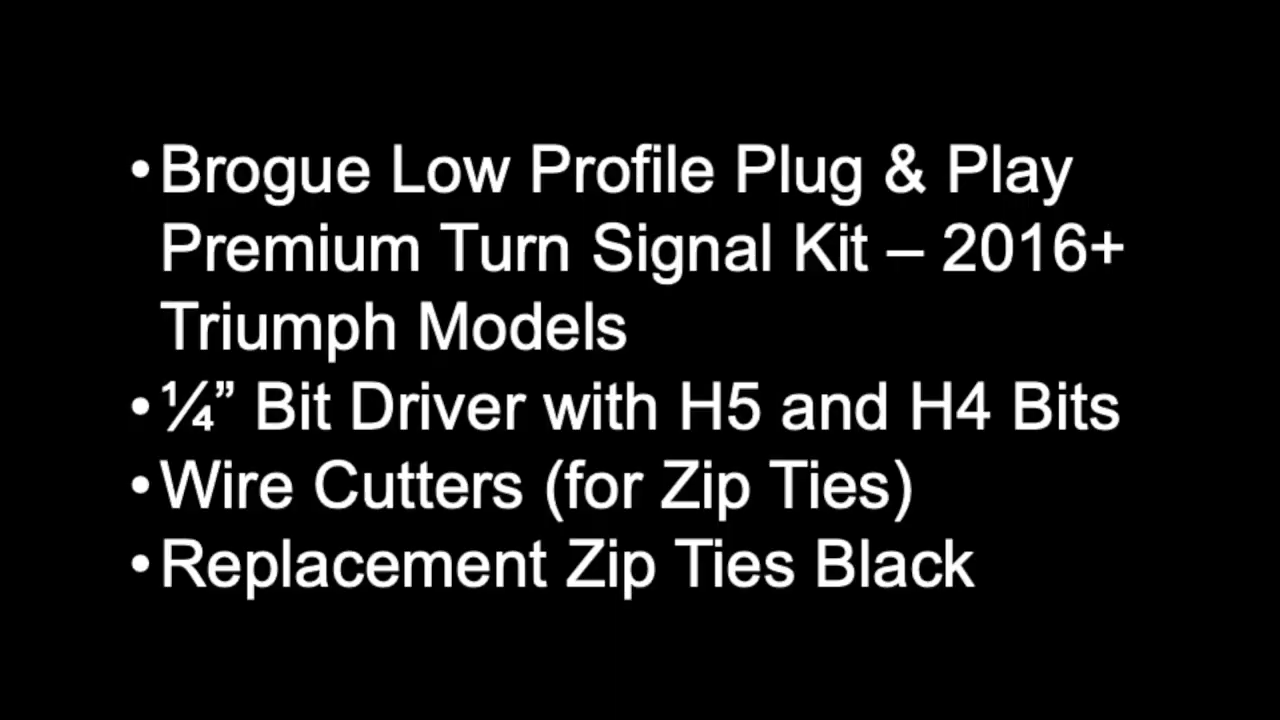 •Brogue Low Profile Plug & Play
Premium Turn Signal Kit – 2016+
Triumph Models
•¼” Bit Driver with H5 and H4 Bits
•Wire Cutters (for Zip Ties)
•Replacement Zip Ties Black